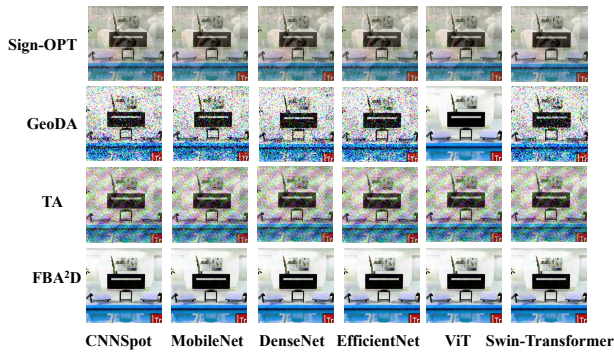 Sign-OPT
GeoDA
TA
FBA²D
CNNSpot MobileNet DenseNet EfficientNet ViT Swin-Transformer